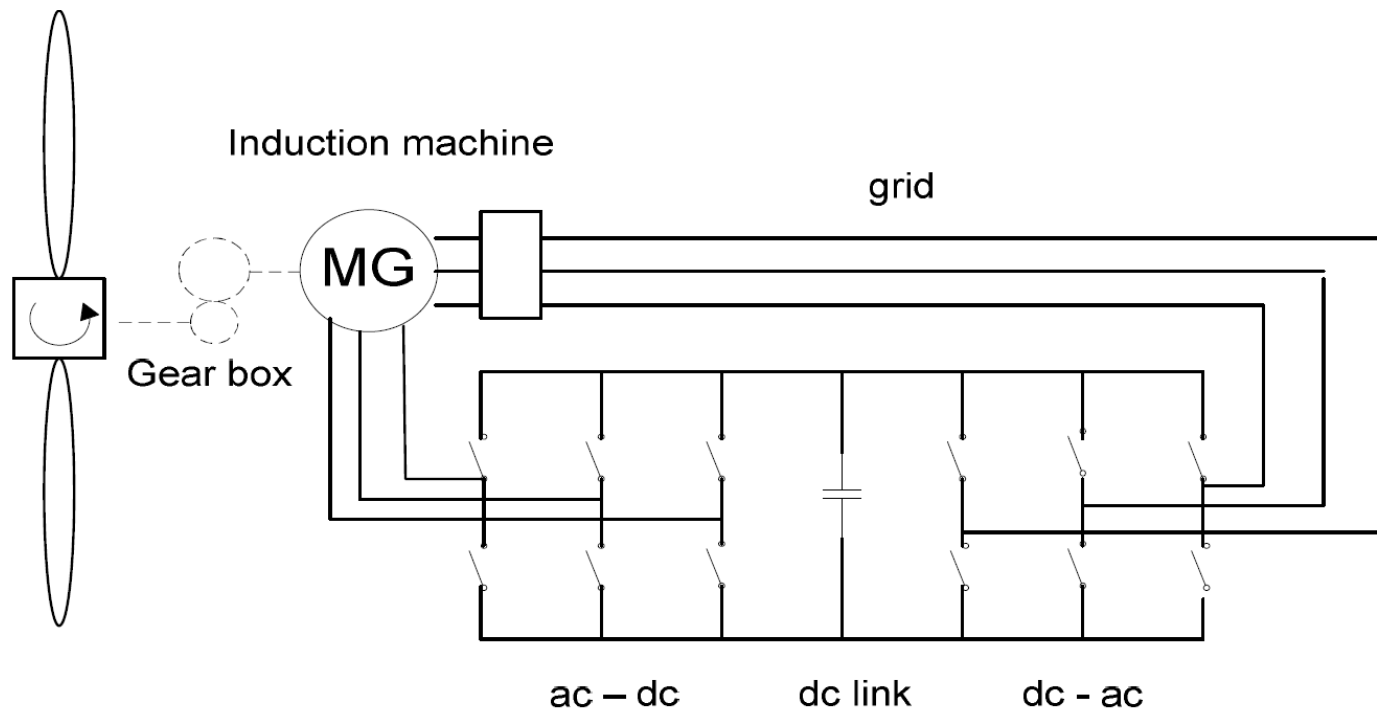 Induction machine
grid
MG
Gear box
ac – dc
dc link
dc - ac